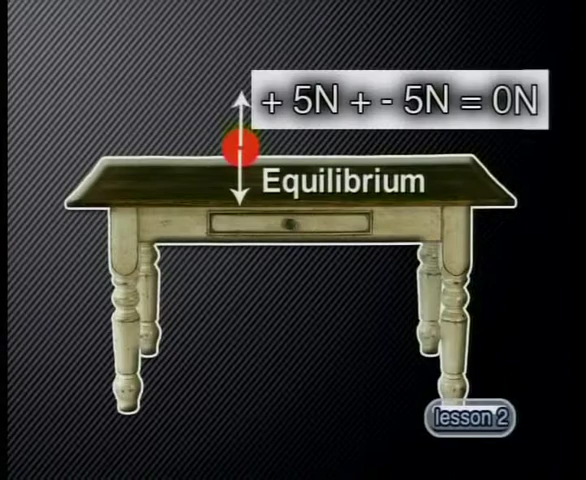 + 5N + - 5N = 0N
Equilibrium
lesson 2